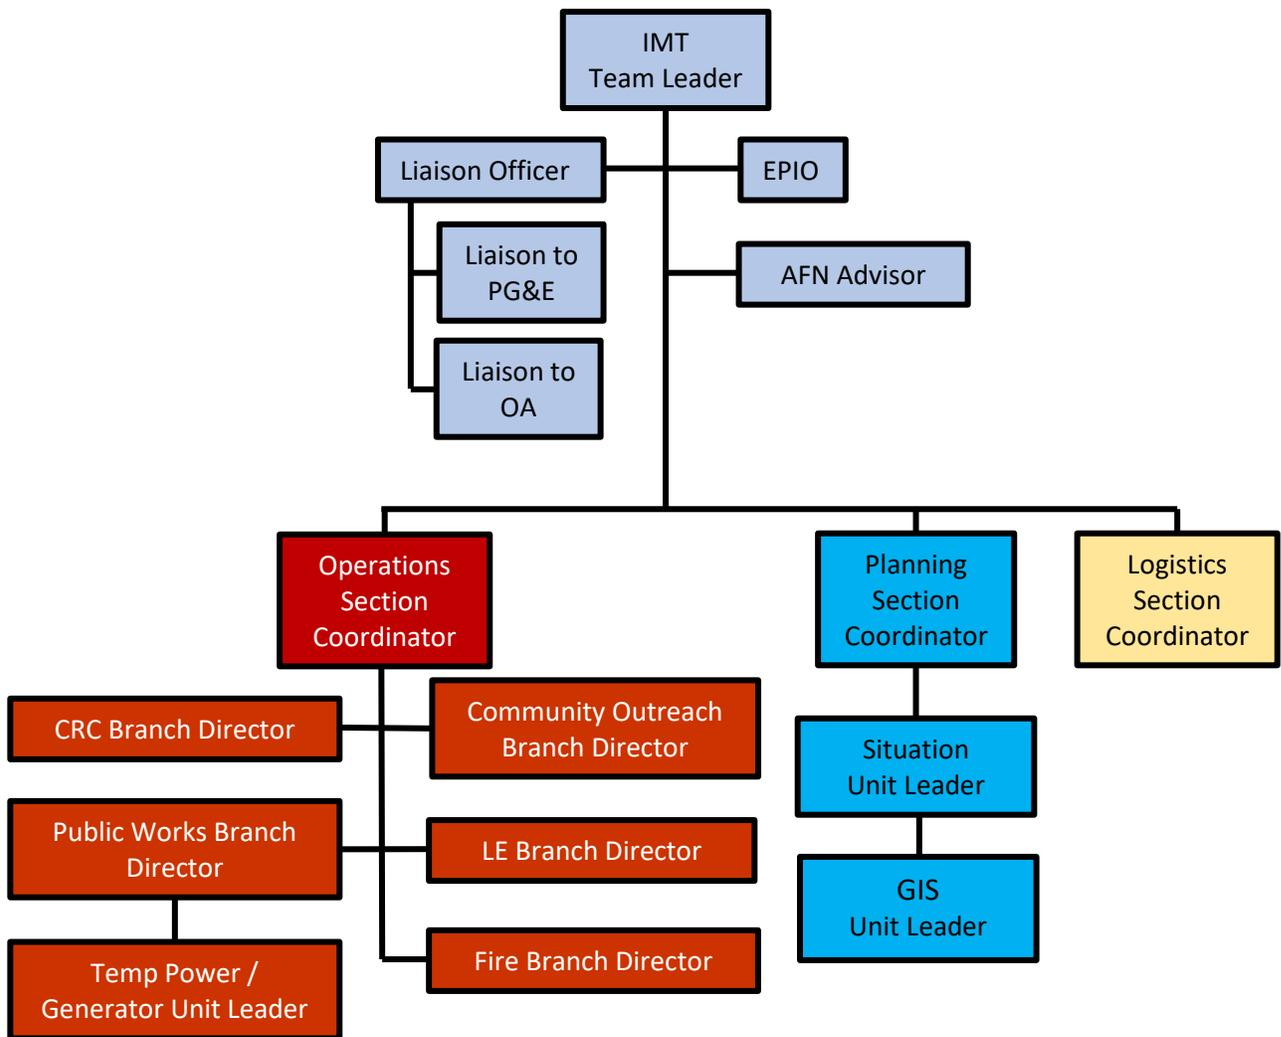 IMT
Team Leader
Liaison Officer
EPIO
Liaison to
PG&E
AFN Advisor
Liaison to
OA
Operations
Section
Coordinator
Planning
Section
Coordinator
Logistics
Section
Coordinator
CRC Branch Director
Community Outreach
Branch Director
Situation
Unit Leader
Public Works Branch
Director
LE Branch Director
GIS
Unit Leader
Temp Power /
Generator Unit Leader
Fire Branch Director